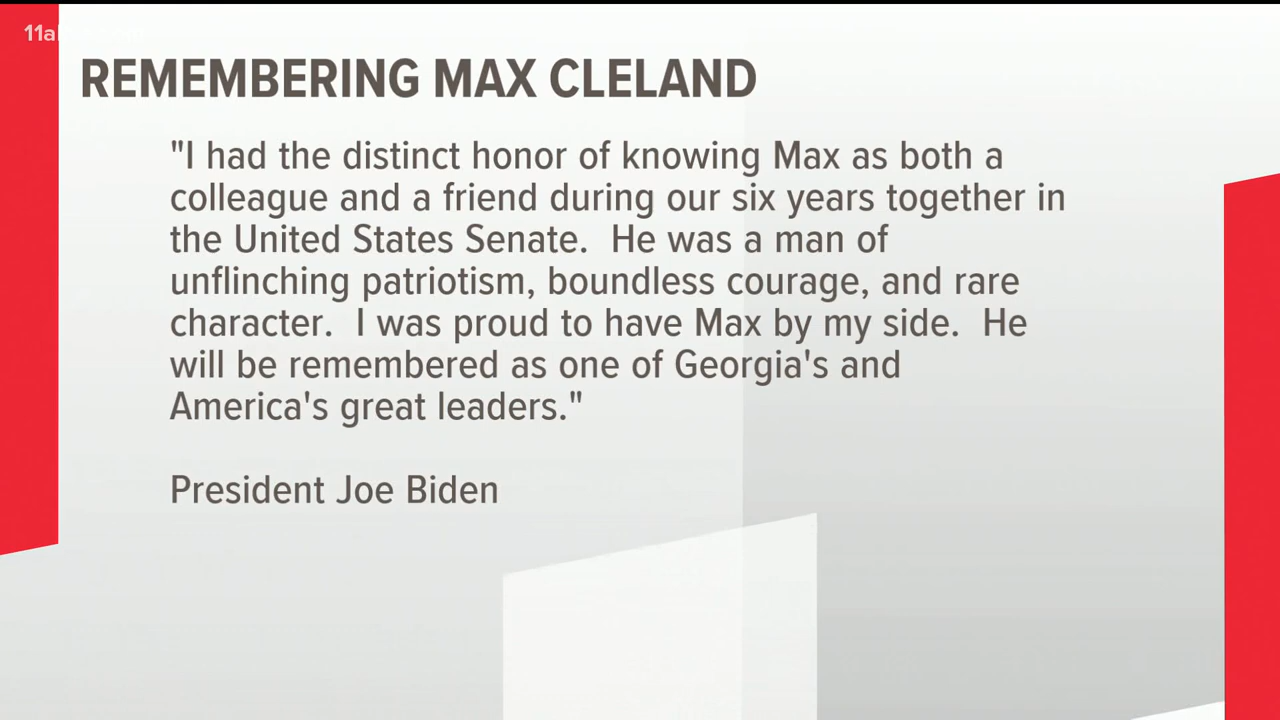 REMEMBERING MAX CLELAND
"I had the distinct honor of knowing Max as both a
colleague and a friend during our six years together in
the United States Senate.  He was a man of
unflinching patriotism, boundless courage, and rare
character.  I was proud to have Max by my side.  He
will be remembered as one of Georgia's and
America's great leaders."
President Joe Biden